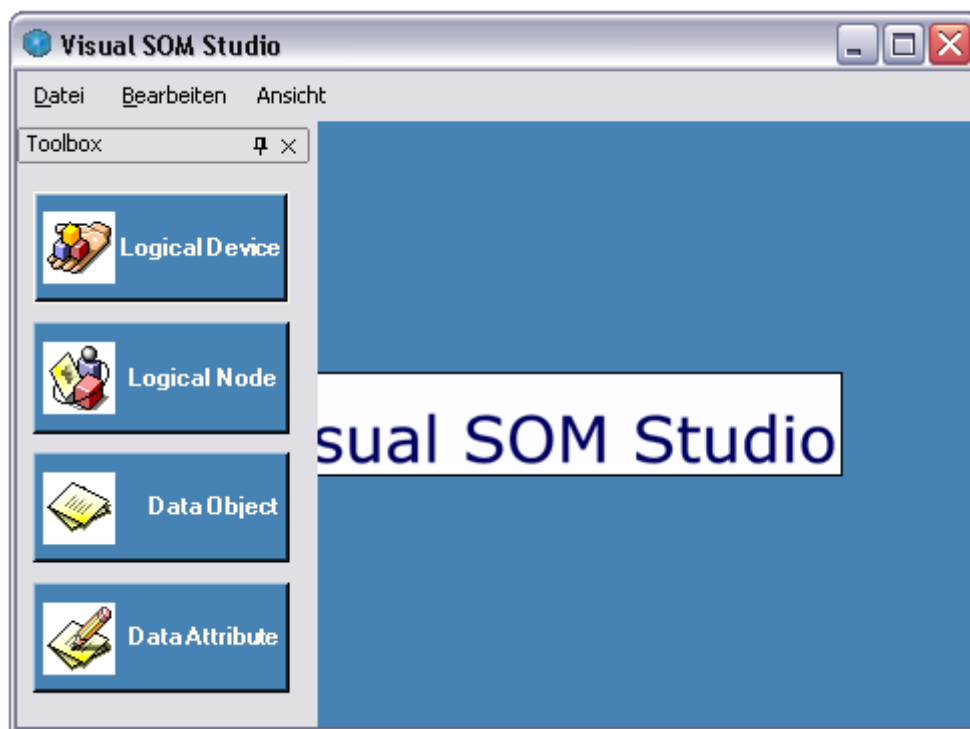 Visual SOM Studio
Datei Bearbeiten Ansicht
Toolbox
Logical Device
Logical Node
sual SOM Studio
Data Object
Data Attribute